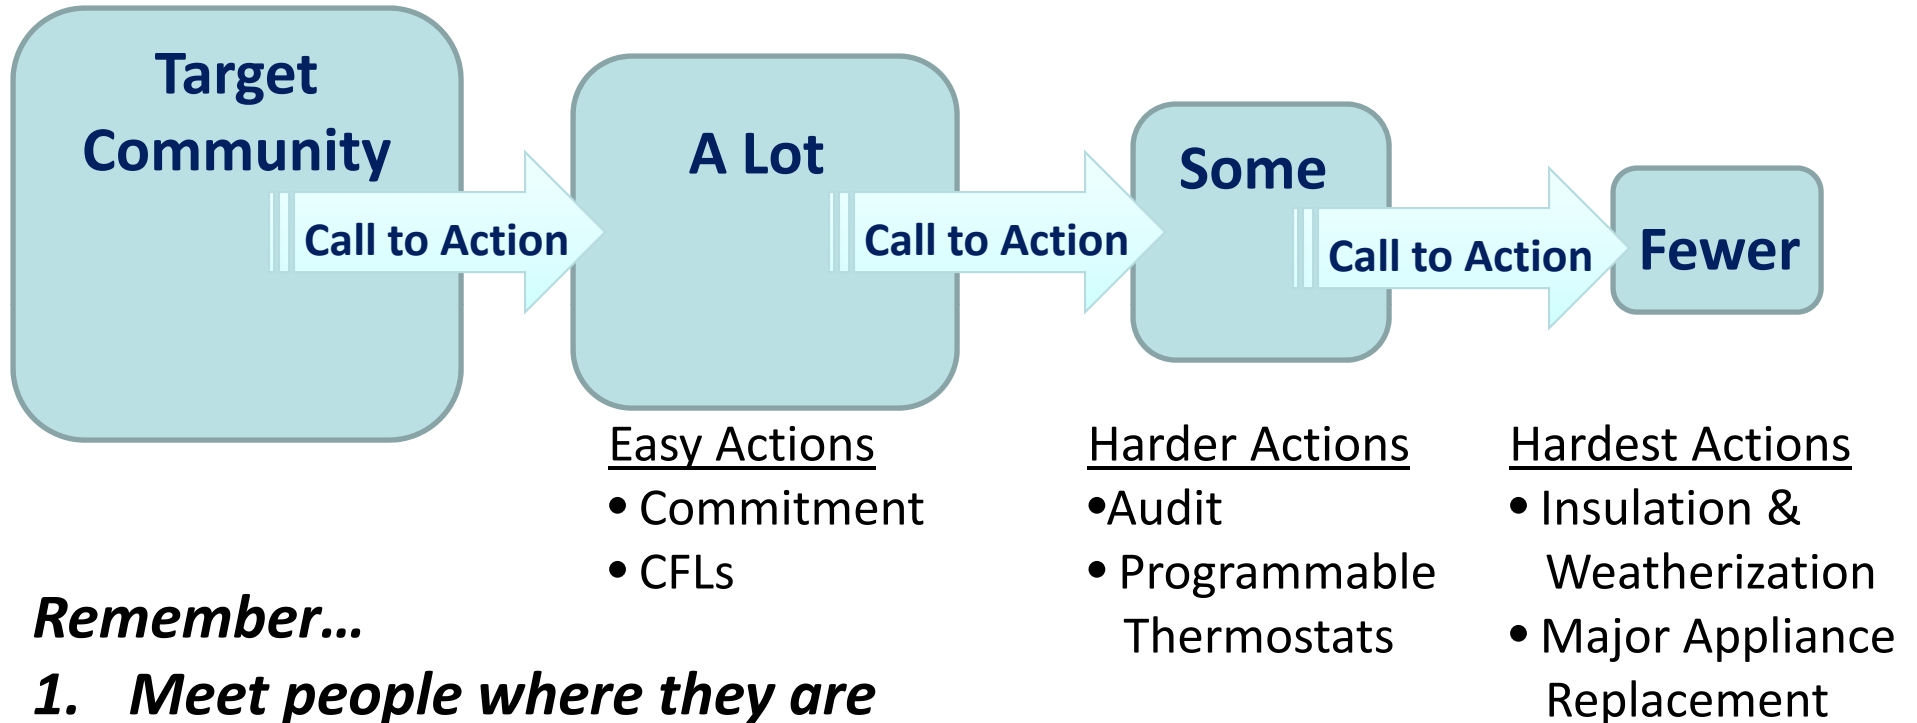 Target
Community
Call to Action
A Lot
Call to Action
Some
Call to Action
Fewer
Easy Actions
• Commitment
• CFLs
Harder Actions
•Audit
• Programmable
Thermostats
Hardest Actions
• Insulation &
Weatherization
• Major Appliance
Replacement
Remember…
1. Meet people where they are